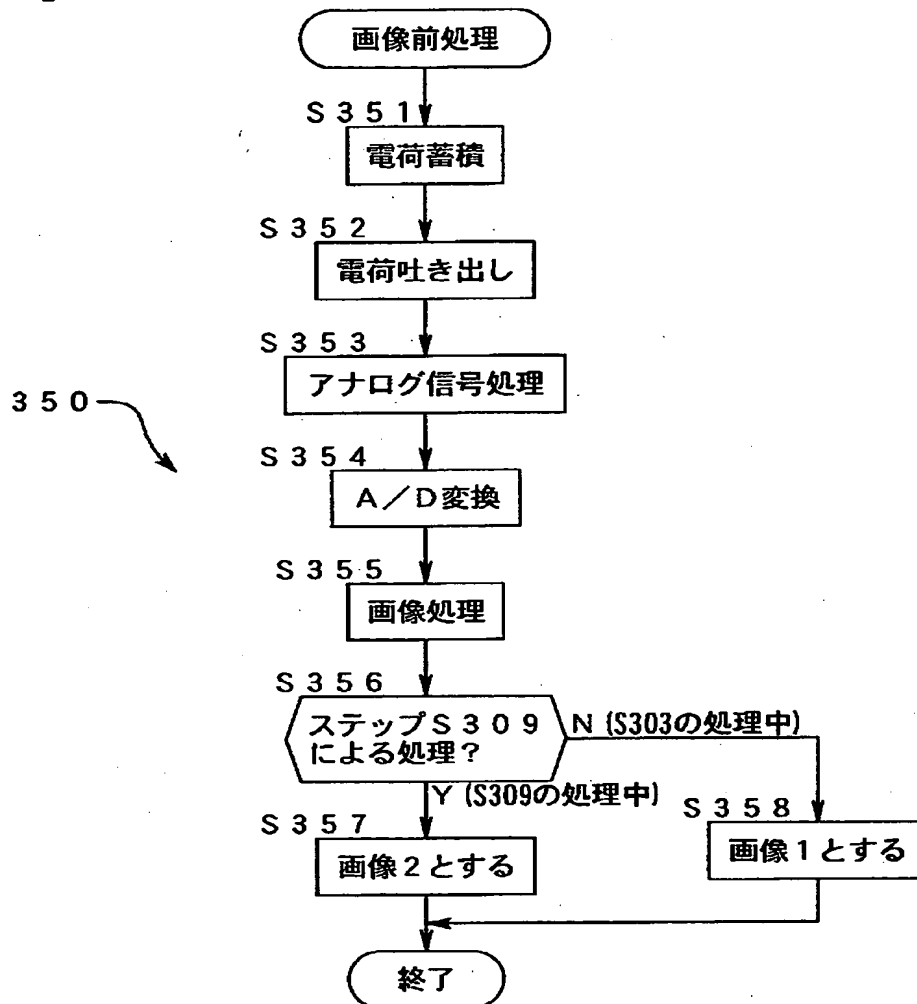 画像前処理
S351
電荷蓄積
S352
電荷吐き出し
S353
アナログ信号処理
350
S354
A/D変換
S355
画像処理
S356
ステップS309
による処理?
N (S303の処理中)
Y (S309の処理中)
S357
画像2とする
S358
画像1とする
終了